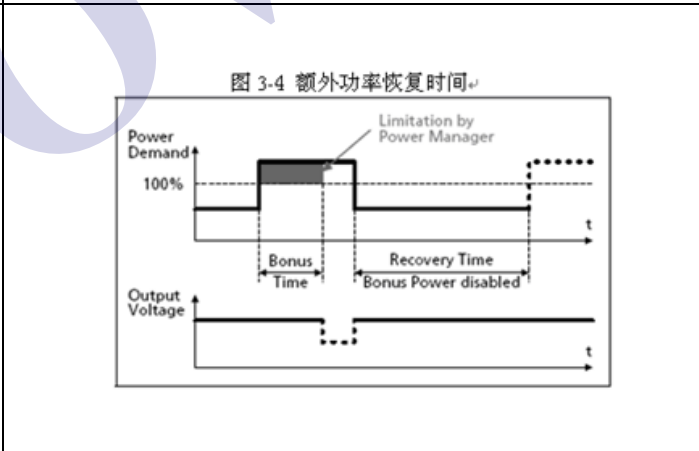 图 3-4 额外功率恢复时间↵
Limitation by
Power Manager
Power
Demand
100%
t
Bonus
Time
Recovery Time
Bonus Power disabled
Output
Voltage
t